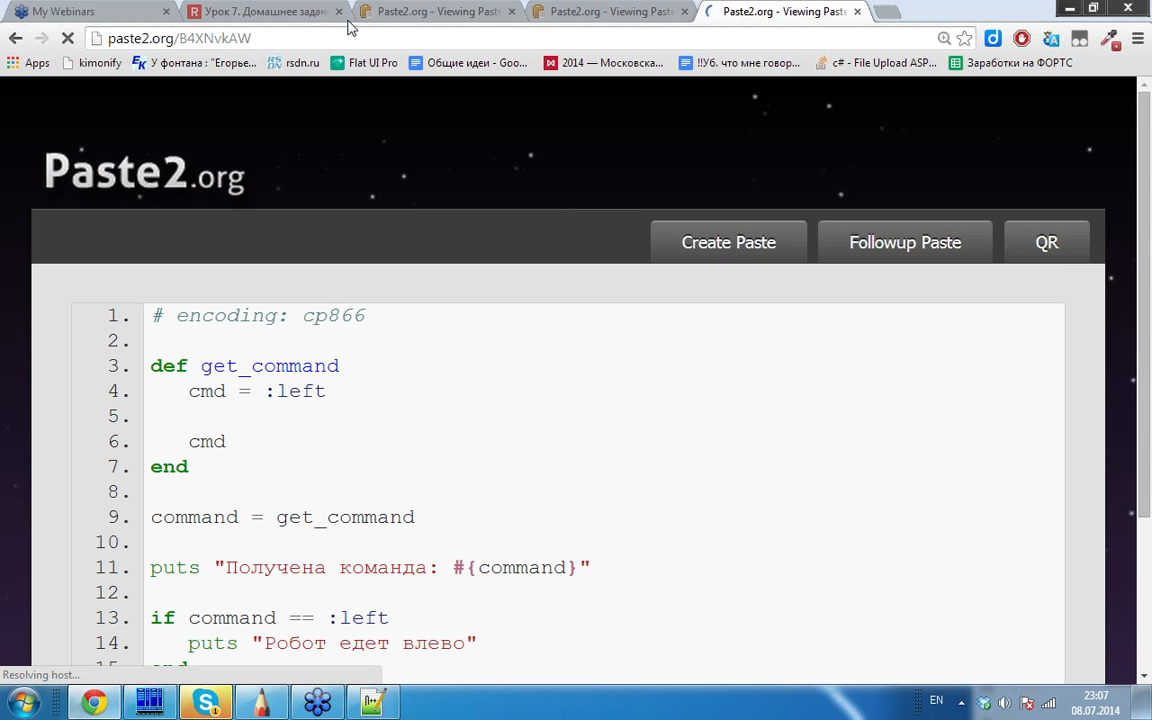 My Webinars
Урок 7. Домашнее задан
Paste2.org - Viewing Paste
Paste2.org - Viewing Paste
Paste2.org - Viewing Paste
paste2.org/B4XNvkAW
Apps
kimonify
У фонтана : "Егорье...
rsdn.ru
Flat UI Pro
Общие идеи - Goo...
2014 — Московска...
!!Уб. что мне говор...
c# - File Upload ASP...
Заработки на ФОРТС
Paste2.org
Create Paste
Followup Paste
QR
1. # encoding: cp866
2.
3. def get_command
4. cmd = :left
5.
6. cmd
7. end
8.
9. command = get_command
10.
11. puts "Получена команда: #{command}"
12.
13. if command == :left
14. puts "Робот едет влево"
15. end
Resolving host...
EN
23:07
08.07.2014